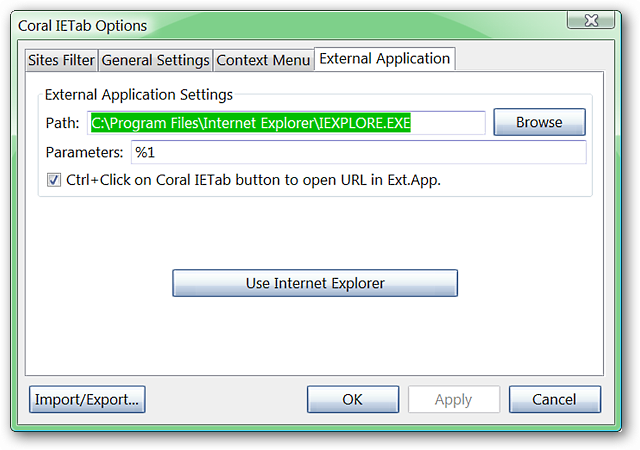 Coral IETab Options
Sites Filter General Settings Context Menu External Application
External Application Settings
Path: C:\Program Files\Internet Explorer\IEXPLORE.EXE Browse
Parameters: %1
Ctrl+Click on Coral IETab button to open URL in Ext.App.
Use Internet Explorer
Import/Export... OK Apply Cancel